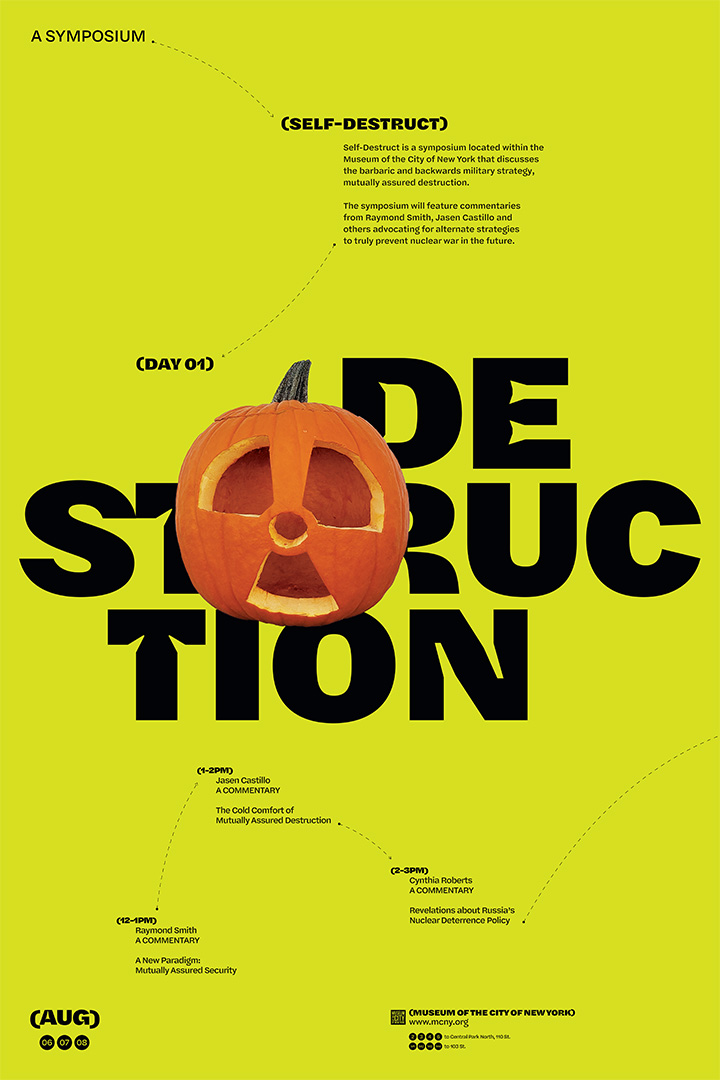 A SYMPOSIUM
(SELF-DESTRUCT)
Self-Destruct is a symposium located within the
Museum of the City of New York that discusses
the barbaric and backwards military strategy,
mutually assured destruction.
The symposium will feature commentaries
from Raymond Smith, Jasen Castillo and
others advocating for alternate strategies
to truly prevent nuclear war in the future.
(DAY 01)
DE
STRUC
TION
(1-2PM)
Jasen Castillo
A COMMENTARY
The Cold Comfort of
Mutually Assured Destruction
(2-3PM)
Cynthia Roberts
A COMMENTARY
Revelations about Russia's
Nuclear Deterrence Policy
(12-1PM)
Raymond Smith
A COMMENTARY
A New Paradigm:
Mutually Assured Security
(AUG)
06 07 08
(MUSEUM OF THE CITY OF NEW YORK)
www.mcny.org
to Central Park North, 110 St.
to 103 St.